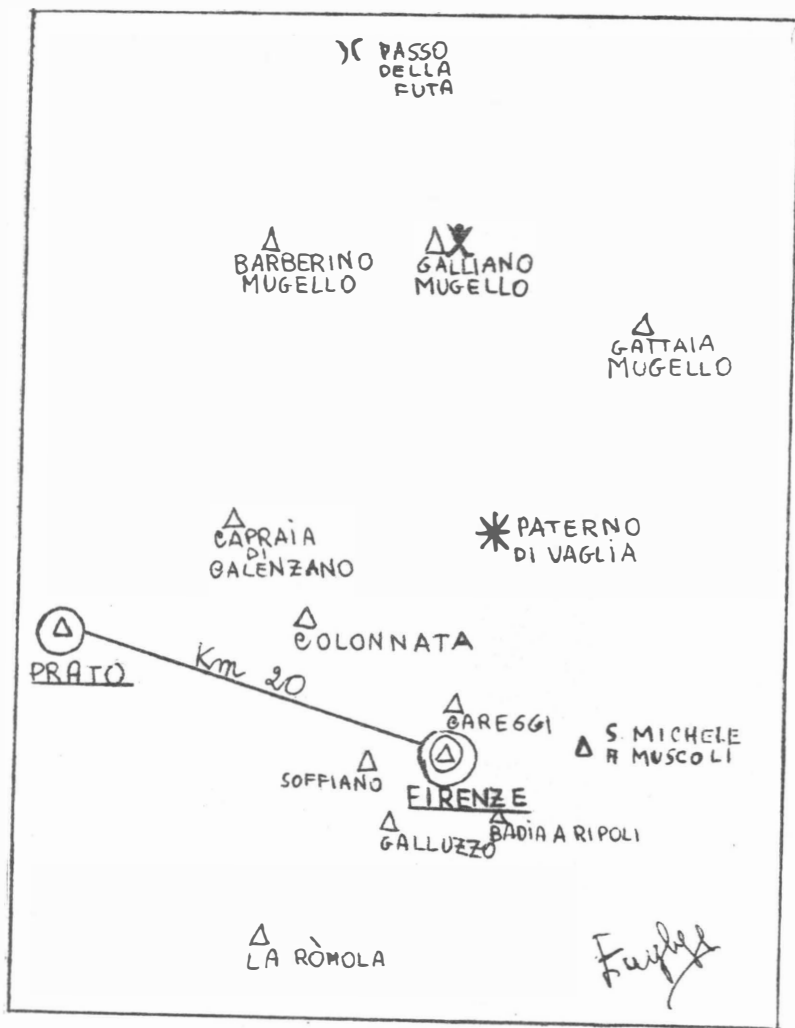 PASSO
DELLA
FUTA
BARBERINO
MUGELLO
GALLIANO
MUGELLO
GATTAIA
MUGELLO
CAPRAIA
DI
CALENZANO
PATERNO
DI VAGLIA
COLONNATA
PRATO
Km 20
CAREGGI
S. MICHELE
A MUSCOLI
SOFFIANO
FIRENZE
GALLUZZO
BADIA A RIPOLI
LA RÒMOLA